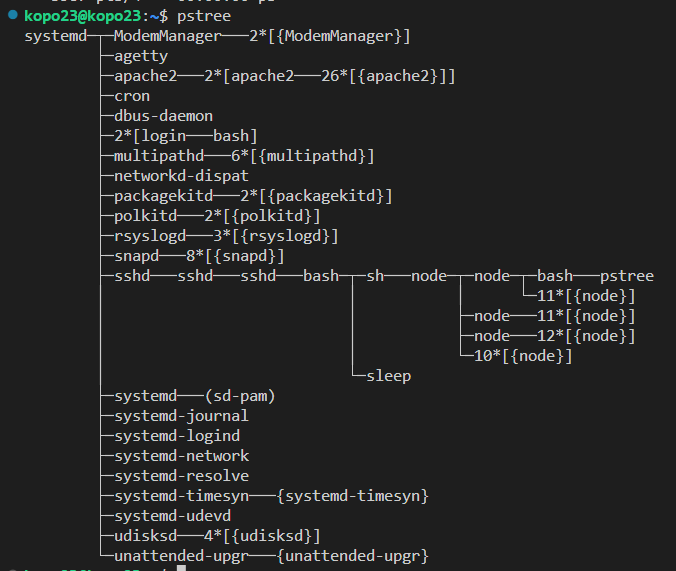 kopo23@kopo23:~$ pstree
systemd─┬─ModemManager───2*[{ModemManager}]
        ├─agetty
        ├─apache2───2*[apache2───26*[{apache2}]]
        ├─cron
        ├─dbus-daemon
        ├─2*[login───bash]
        ├─multipathd───6*[{multipathd}]
        ├─networkd-dispat
        ├─packagekitd───2*[{packagekitd}]
        ├─polkitd───2*[{polkitd}]
        ├─rsyslogd───3*[{rsyslogd}]
        ├─snapd───8*[{snapd}]
        ├─sshd───sshd───sshd───bash─┬─sh───node─┬─node─┬─bash───pstree
        │                           │           │      └─11*[{node}]
        │                           │           ├─node───11*[{node}]
        │                           │           ├─node───12*[{node}]
        │                           │           └─10*[{node}]
        │                           └─sleep
        ├─systemd───(sd-pam)
        ├─systemd-journal
        ├─systemd-logind
        ├─systemd-network
        ├─systemd-resolve
        ├─systemd-timesyn───{systemd-timesyn}
        ├─systemd-udevd
        ├─udisksd───4*[{udisksd}]
        └─unattended-upgr───{unattended-upgr}